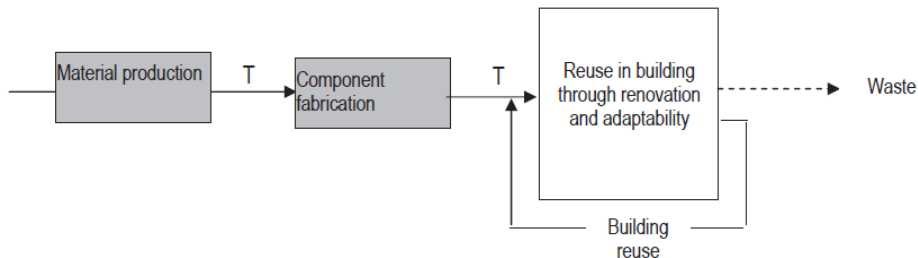 Material production
T
Component
fabrication
T
Reuse in building
through renovation
and adaptability
Waste
Building
reuse